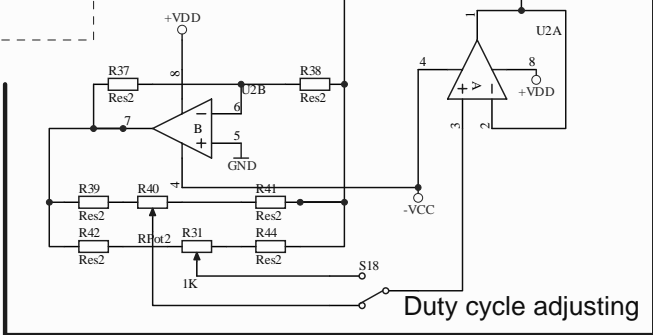 +VDD
1
U2A
4
8
A
+VDD
3
2
R37
Res2
8
R38
Res2
U2B
6
7
B
5
GND
4
-VCC
R39
Res2
R40
R41
Res2
R42
Res2
RPot2
R31
1K
R44
Res2
S18
Duty cycle adjusting